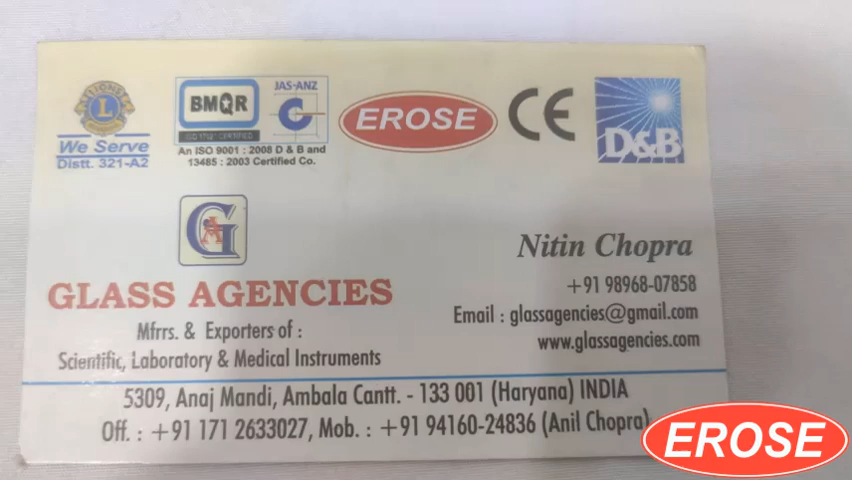 LIONS
L
We Serve
Distt. 321-A2
BMQR
JAS-ANZ
An ISO 9001 : 2008 D & B and
13485 : 2003 Certified Co.
EROSE
CE
D&B
GA
Nitin Chopra
+91 98968-07858
Email : glassagencies@gmail.com
www.glassagencies.com
GLASS AGENCIES
Mfrrs. & Exporters of :
Scientific, Laboratory & Medical Instruments
5309, Anaj Mandi, Ambala Cantt. - 133 001 (Haryana) INDIA
Off. : +91 171 2633027, Mob. : +91 94160-24836 (Anil Chopra)
EROSE